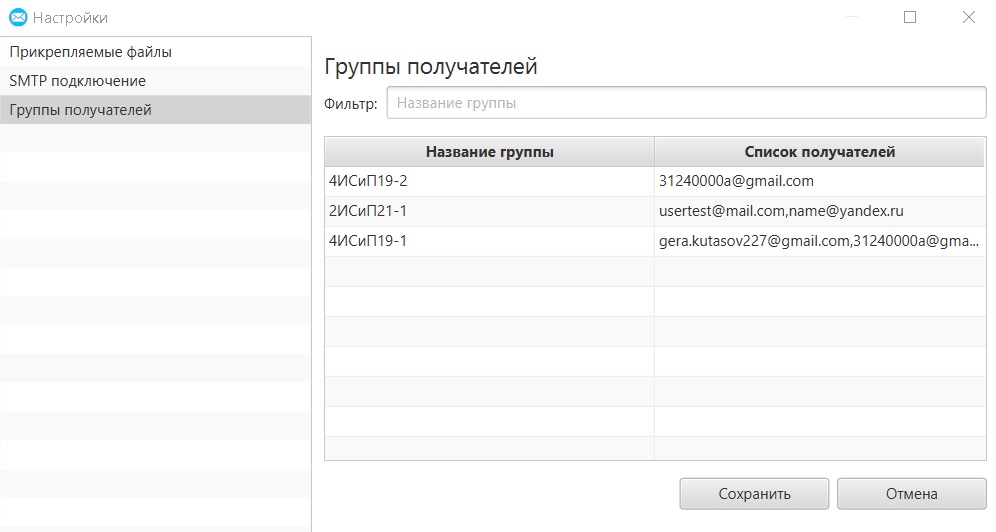 Настройки
Прикрепляемые файлы
SMTP подключение
Группы получателей
Группы получателей
Фильтр: Название группы
Название группы Список получателей
4ИСиП19-2 31240000a@gmail.com
2ИСиП21-1 usertest@mail.com,name@yandex.ru
4ИСиП19-1 gera.kutasov227@gmail.com,31240000a@gma...
Сохранить Отмена